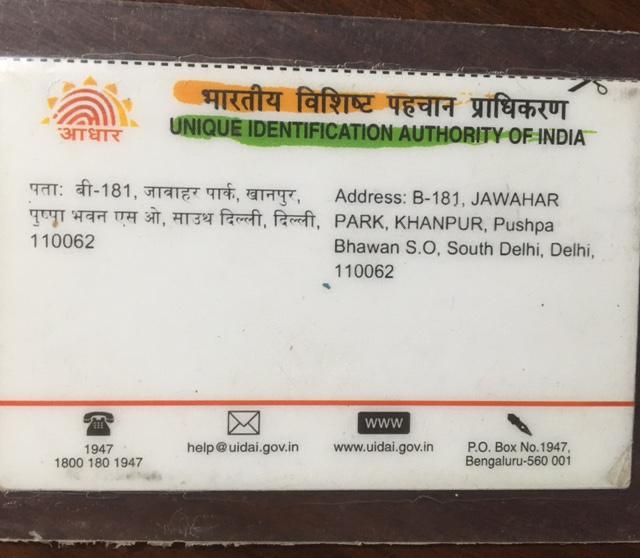 आधार
भारतीय विशिष्ट पहचान प्राधिकरण
UNIQUE IDENTIFICATION AUTHORITY OF INDIA
पता: बी-181, जावाहर पार्क, खानपुर,
पुष्पा भवन एस ओ, साउथ दिल्ली, दिल्ली,
110062
Address: B-181, JAWAHAR
PARK, KHANPUR, Pushpa
Bhawan S.O, South Delhi, Delhi,
110062
1947
1800 180 1947
help@uidai.gov.in
WWW
www.uidai.gov.in
P.O. Box No.1947,
Bengaluru-560 001